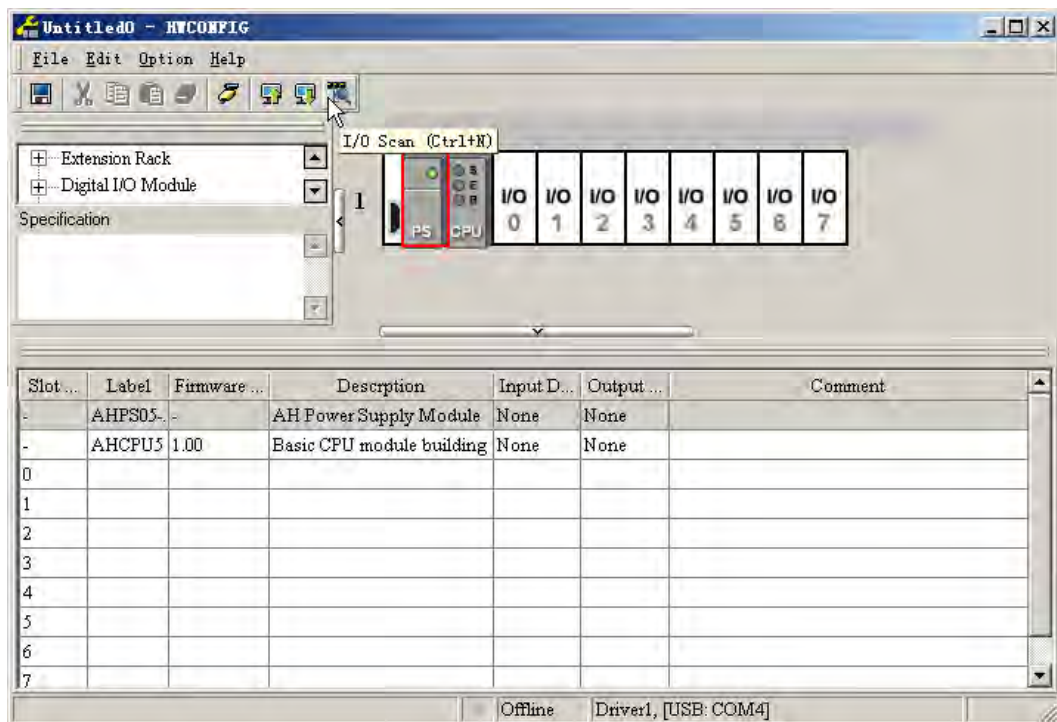 Untitled0 - HWCONFIG
File Edit Option Help
I/O Scan (Ctrl+N)
Extension Rack
Digital I/O Module
Specification
1
PS CPU I/O 0 I/O 1 I/O 2 I/O 3 I/O 4 I/O 5 I/O 6 I/O 7
Slot ... Label Firmware ... Descrption Input D... Output ... Comment
- AHPS05-.. - AH Power Supply Module None None
- AHCPU5 1.00 Basic CPU module building None None
0
1
2
3
4
5
6
7
Offline Driver1, [USB: COM4]